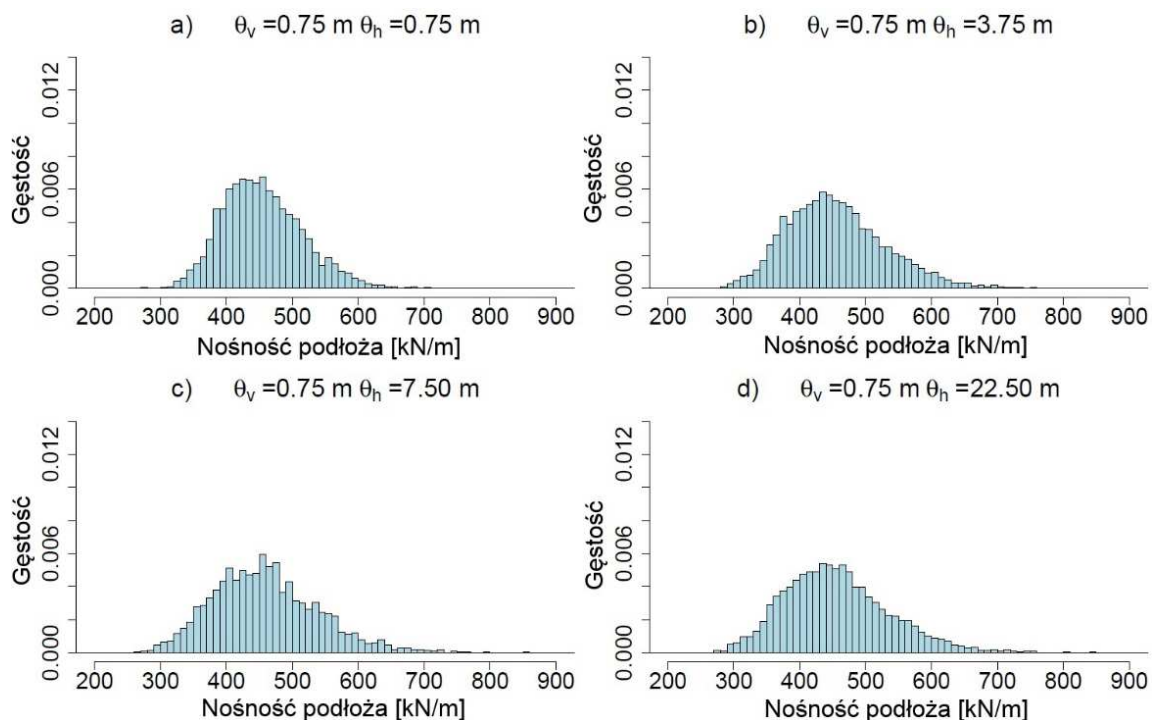 a) θv =0.75 m θh =0.75 m
Gęstość
0.012
0.006
0.000
200 300 400 500 600 700 800 900
Nośność podłoża [kN/m]
b) θv =0.75 m θh =3.75 m
Gęstość
0.012
0.006
0.000
200 300 400 500 600 700 800 900
Nośność podłoża [kN/m]
c) θv =0.75 m θh =7.50 m
Gęstość
0.012
0.006
0.000
200 300 400 500 600 700 800 900
Nośność podłoża [kN/m]
d) θv =0.75 m θh =22.50 m
Gęstość
0.012
0.006
0.000
200 300 400 500 600 700 800 900
Nośność podłoża [kN/m]